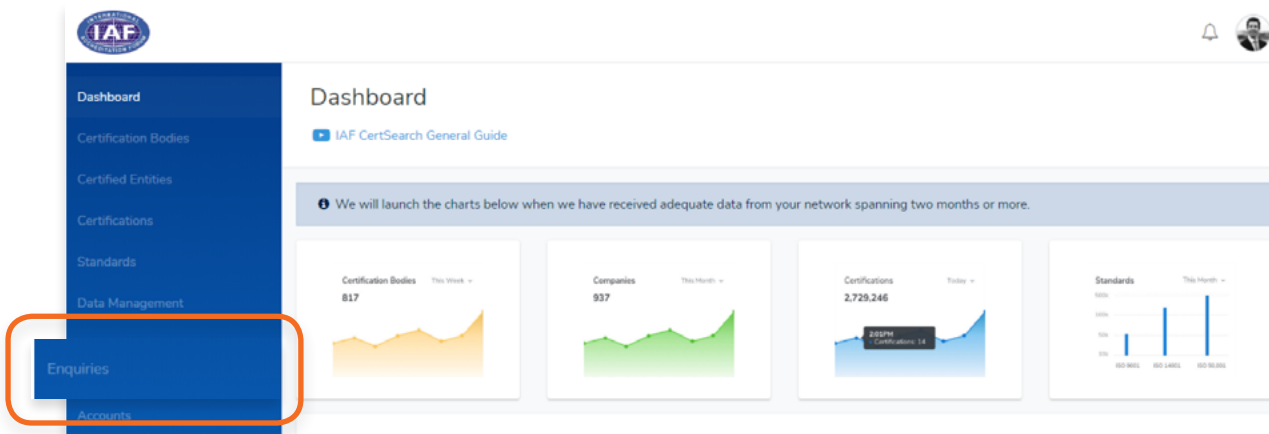 INTERNATIONAL
IAF
ACCREDITATION FORUM
Dashboard
Certification Bodies
Certified Entities
Certifications
Standards
Data Management
Enquiries
Accounts
Dashboard
IAF CertSearch General Guide
We will launch the charts below when we have received adequate data from your network spanning two months or more.
Certification Bodies This Week
817
Companies This Month
937
Certifications Today
2,729,246
2:01PM
- Certifications: 14
Standards This Month
ISO 9001 ISO 14001